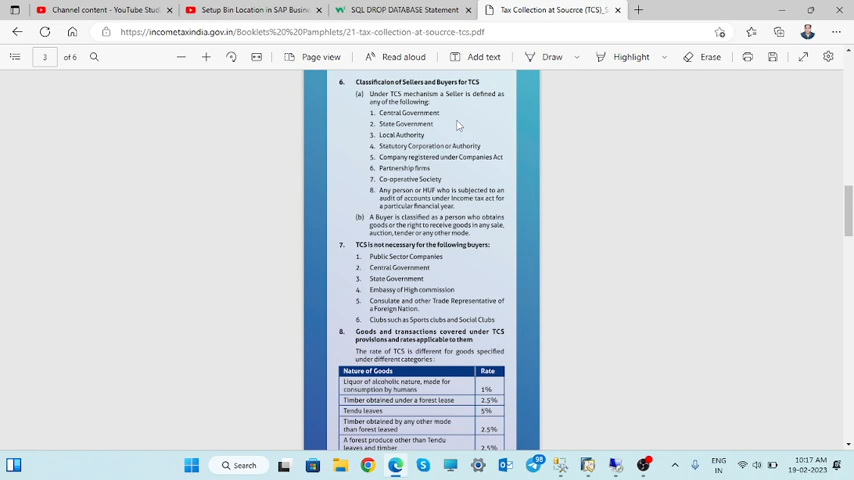 Channel content - YouTube Stud
Setup Bin Location in SAP Busin
SQL DROP DATABASE Statement
Tax Collection at Sourcre (TCS)_S
https://incometaxindia.gov.in/Booklets%20%20Pamphlets/21-tax-collection-at-sourcre-tcs.pdf
3 of 6
Page view
Read aloud
Add text
Draw
Highlight
Erase
6. Classificaion of Sellers and Buyers for TCS
(a) Under TCS mechanism a Seller is defined as
any of the following:
1. Central Government
2. State Government
3. Local Authority
4. Statutory Corporation or Authority
5. Company registered under Companies Act
6. Partnership firms
7. Co-operative Society
8. Any person or HUF who is subjected to an
audit of accounts under Income tax act for
a particular financial year.
(b) A Buyer is classified as a person who obtains
goods or the right to receive goods in any sale,
auction, tender or any other mode.
7. TCS is not necessary for the following buyers:
1. Public Sector Companies
2. Central Government
3. State Government
4. Embassy of High commission
5. Consulate and other Trade Representative of
a Foreign Nation.
6. Clubs such as Sports clubs and Social Clubs
8. Goods and transactions covered under TCS
provisions and rates applicable to them
The rate of TCS is different for goods specified
under different categories :
Nature of Goods Rate
Liquor of alcoholic nature, made for
consumption by humans 1%
Timber obtained under a forest lease 2.5%
Tendu leaves 5%
Timber obtained by any other mode
than forest leased 2.5%
A forest produce other than Tendu
leaves and timber 2.5%
Search
98
ENG
IN
10:17 AM
19-02-2023